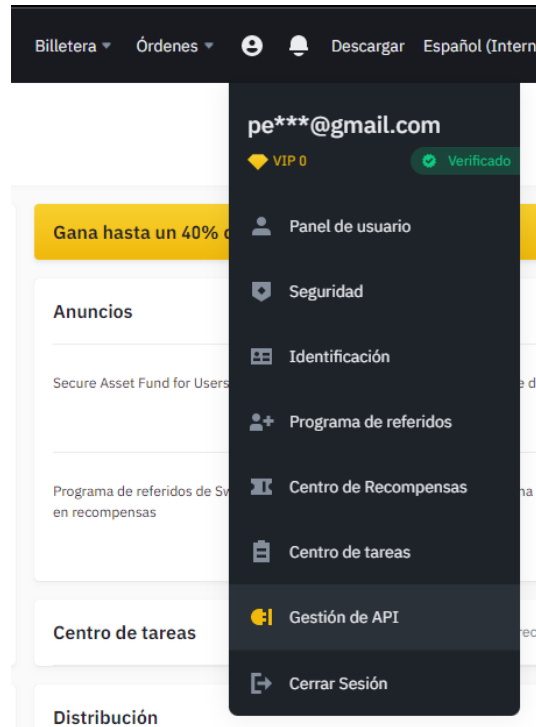 Billetera Órdenes Descargar Español (Intern
pe***@gmail.com
VIP 0 Verificado
Gana hasta un 40%
Panel de usuario
Seguridad
Anuncios
Identificación
Secure Asset Fund for Users
Programa de referidos
Programa de referidos de Sw
en recompensas
Centro de Recompensas
Centro de tareas
Gestión de API
Centro de tareas
Cerrar Sesión
Distribución